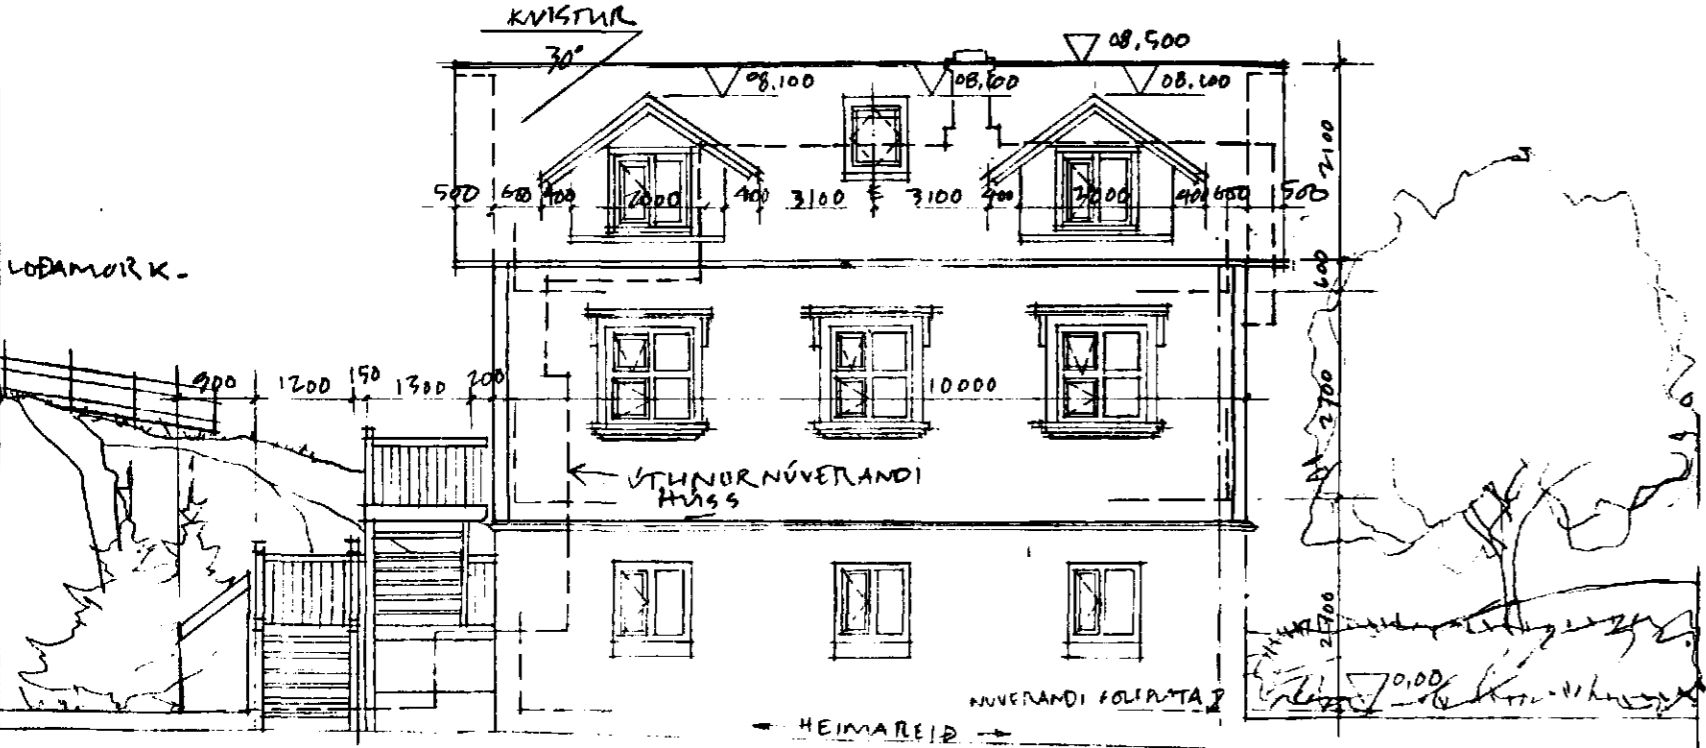 KVISTUR
30°
08.500
08.100 08.100 08.100
2100
500 600 400 2000 400 3100 3100 400 2000 400 600 500
LOÐAMÖRK-
600
900 1200 150 1300 200 10000
2700
ÚTLÍNUR NÚVERANDI
HÚSS
2700
NÚVERANDI GÓLFPLATA
0,00
HEIMAREIÐ